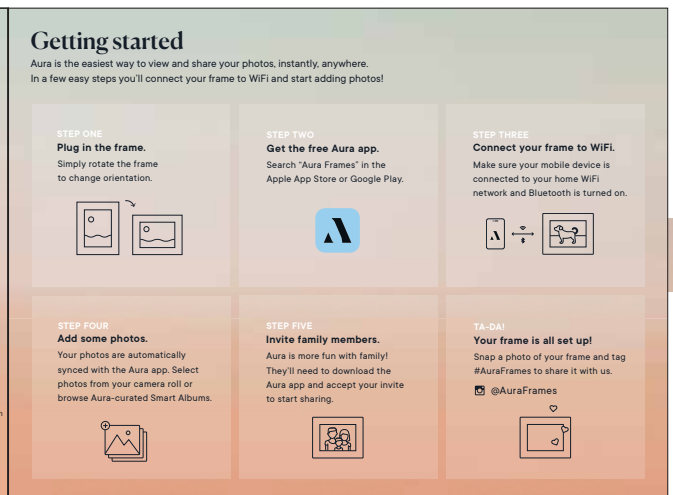 Getting started
Aura is the easiest way to view and share your photos, instantly, anywhere.
In a few easy steps you'll connect your frame to WiFi and start adding photos!
STEP ONE
Plug in the frame.
Simply rotate the frame
to change orientation.
STEP TWO
Get the free Aura app.
Search "Aura Frames" in the
Apple App Store or Google Play.
STEP THREE
Connect your frame to WiFi.
Make sure your mobile device is
connected to your home WiFi
network and Bluetooth is turned on.
STEP FOUR
Add some photos.
Your photos are automatically
synced with the Aura app. Select
photos from your camera roll or
browse Aura-curated Smart Albums.
STEP FIVE
Invite family members.
Aura is more fun with family!
They'll need to download the
Aura app and accept your invite
to start sharing.
TA-DA!
Your frame is all set up!
Snap a photo of your frame and tag
#AuraFrames to share it with us.
@AuraFrames